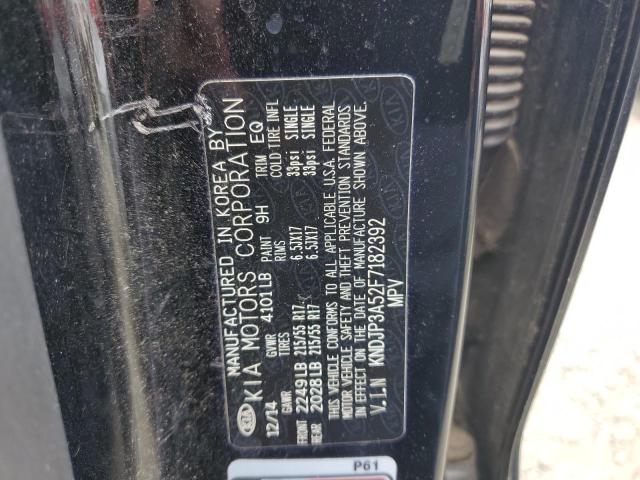 MANUFACTURED IN KOREA BY
KIA KIA MOTORS CORPORATION
12/14 GVWR 4101LB PAINT 9H TRIM EQ
GAWR TIRES RIMS COLD TIRE INFL
FRONT 2249LB 215/55 R17 6.5JX17 33psi SINGLE
REAR 2028LB 215/55 R17 6.5JX17 33psi SINGLE
THIS VEHICLE CONFORMS TO ALL APPLICABLE U.S.A. FEDERAL
MOTOR VEHICLE SAFETY AND THEFT PREVENTION STANDARDS
IN EFFECT ON THE DATE OF MANUFACTURE SHOWN ABOVE.
V.I.N KNDJP3A52F7182392
MPV
P61